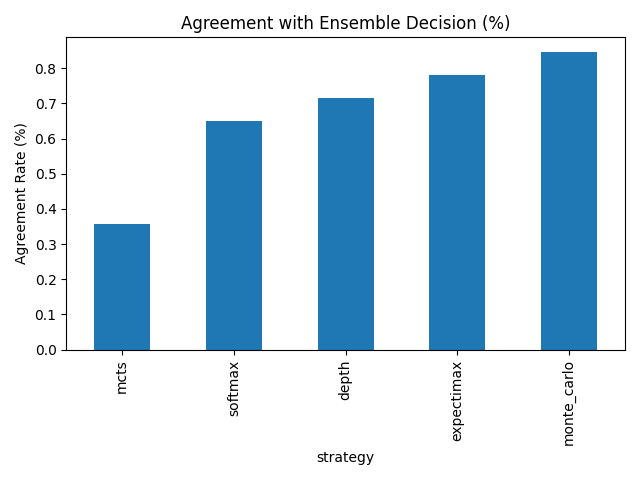 Agreement with Ensemble Decision (%)
Agreement Rate (%)
0.8
0.7
0.6
0.5
0.4
0.3
0.2
0.1
0.0
mcts
softmax
depth
expectimax
monte_carlo
strategy